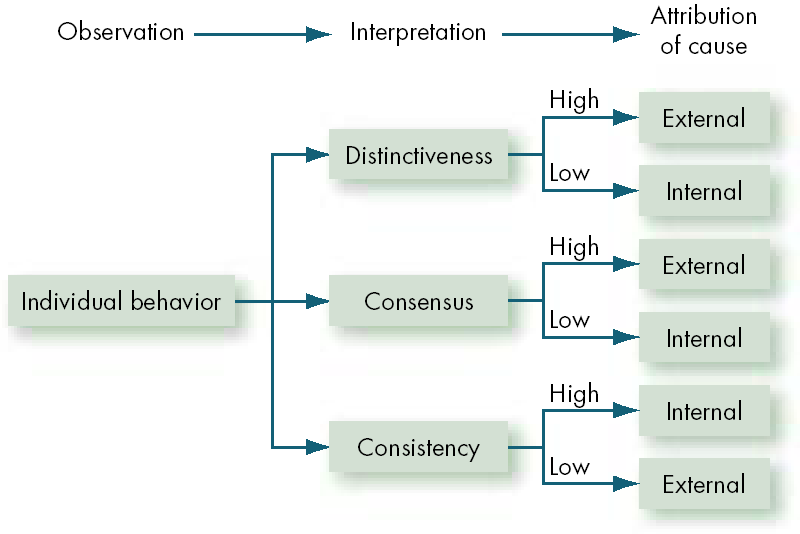 Observation
Interpretation
Attribution
of cause
High
External
Distinctiveness
Low
Internal
High
External
Individual behavior
Consensus
Low
Internal
High
Internal
Consistency
Low
External